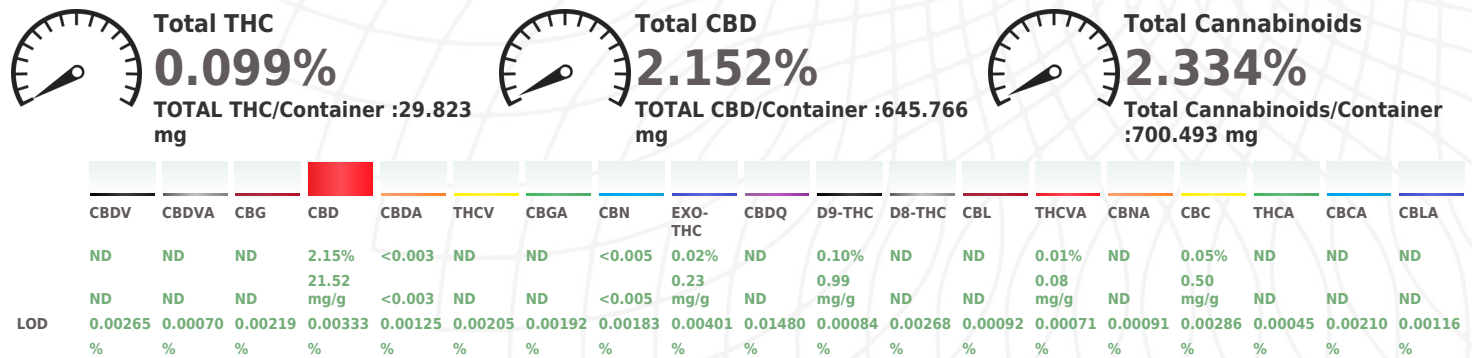 Total THC
0.099%
TOTAL THC/Container :29.823
mg
Total CBD
2.152%
TOTAL CBD/Container :645.766
mg
Total Cannabinoids
2.334%
Total Cannabinoids/Container
:700.493 mg
CBDV CBDVA CBG CBD CBDA THCV CBGA CBN EXO- CBDQ D9-THC D8-THC CBL THCVA CBNA CBC THCA CBCA CBLA
THC
ND ND ND 2.15% <0.003 ND ND <0.005 0.02% ND 0.10% ND ND 0.01% ND 0.05% ND ND ND
21.52 0.23 0.99 0.08 0.50
ND ND ND mg/g <0.003 ND ND <0.005 mg/g ND mg/g ND ND mg/g ND mg/g ND ND ND
LOD 0.00265 0.00070 0.00219 0.00333 0.00125 0.00205 0.00192 0.00183 0.00401 0.01480 0.00084 0.00268 0.00092 0.00071 0.00091 0.00286 0.00045 0.00210 0.00116
% % % % % % % % % % % % % % % % % % %